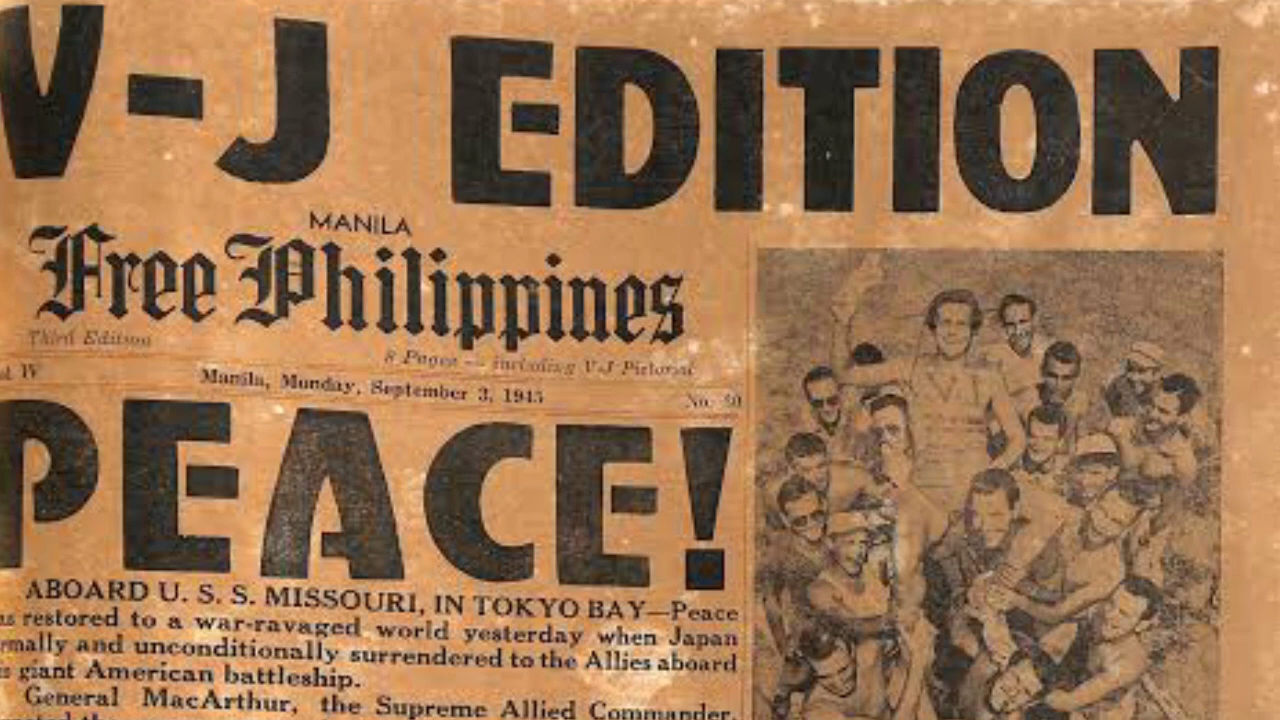 V-J EDITION
MANILA
Free Philippines
Third Edition
8 Pages — including V-J Pictorial
IV
Manila, Monday, September 3, 1945
No.
PEACE!
ABOARD U. S. S. MISSOURI, IN TOKYO BAY—Peace
restored to a war-ravaged world yesterday when Japan
and unconditionally surrendered to the Allies aboard
giant American battleship.
General MacArthur, the Supreme Allied Commander,